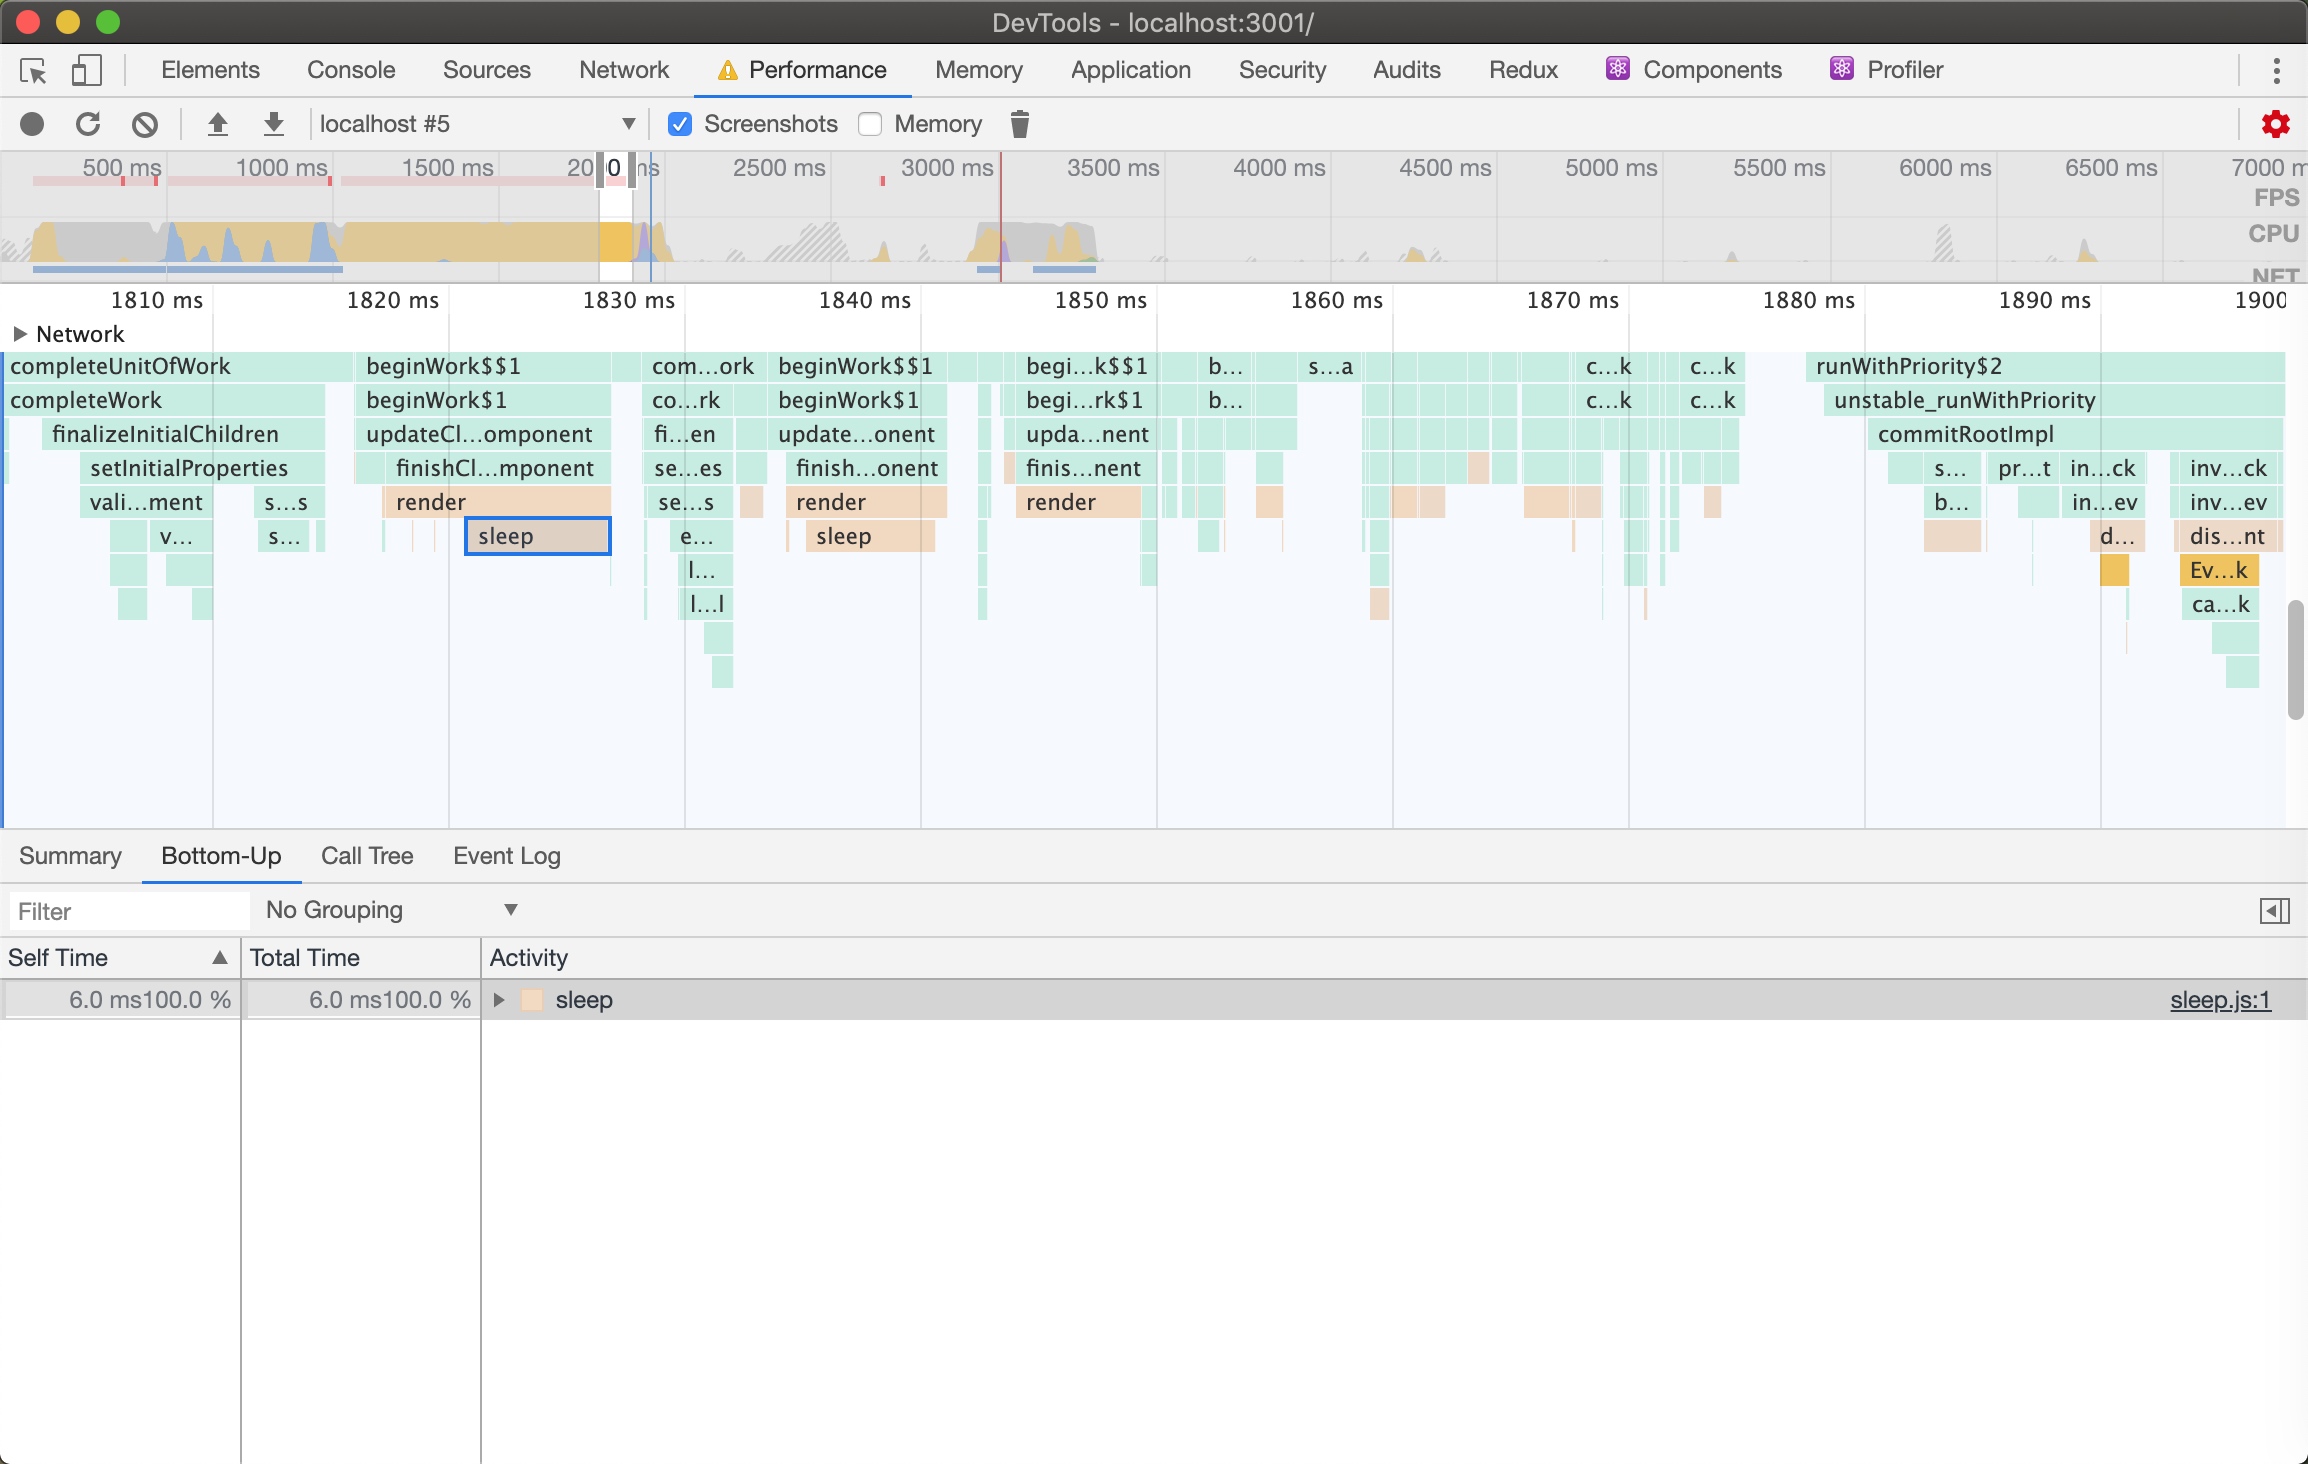 DevTools - localhost:3001/
Elements Console Sources Network Performance Memory Application Security Audits Redux Components Profiler
localhost #5 Screenshots Memory
500 ms 1000 ms 1500 ms 2000 ms 2500 ms 3000 ms 3500 ms 4000 ms 4500 ms 5000 ms 5500 ms 6000 ms 6500 ms 7000 m
FPS
CPU
NET
1810 ms 1820 ms 1830 ms 1840 ms 1850 ms 1860 ms 1870 ms 1880 ms 1890 ms 1900
Network
completeUnitOfWork beginWork$$1 com...ork beginWork$$1 begi...k$$1 b... s...a c...k c...k runWithPriority$2
completeWork beginWork$1 co...rk beginWork$1 begi...rk$1 b... c...k c...k unstable_runWithPriority
finalizeInitialChildren updateCl...omponent fi...en update...onent upda...nent commitRootImpl
setInitialProperties finishCl...mponent se...es finish...onent finis...nent s... pr...t in...ck inv...ck
vali...ment s...s render se...s render render b... in...ev inv...ev
v... s... sleep e... sleep d... dis...nt
l... Ev...k
l...l ca...k
Summary Bottom-Up Call Tree Event Log
Filter No Grouping
Self Time Total Time Activity
6.0 ms 100.0 % 6.0 ms 100.0 % sleep sleep.js:1